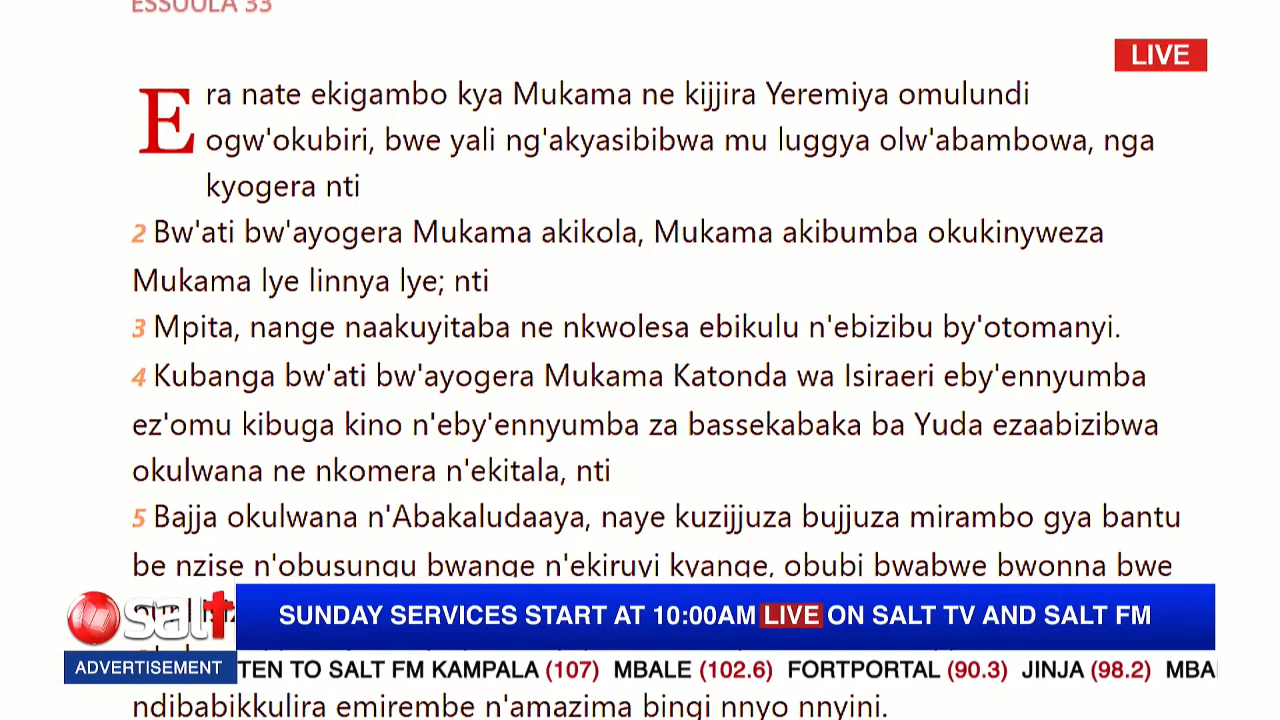 ESSUULA 33
LIVE
Era nate ekigambo kya Mukama ne kijjira Yeremiya omulundi
ogw'okubiri, bwe yali ng'akyasibibwa mu luggya olw'abambowa, nga
kyogera nti
2 Bw'ati bw'ayogera Mukama akikola, Mukama akibumba okukinyweza
Mukama lye linnya lye; nti
3 Mpita, nange naakuyitaba ne nkwolesa ebikulu n'ebizibu by'otomanyi.
4 Kubanga bw'ati bw'ayogera Mukama Katonda wa Isiraeri eby'ennyumba
ez'omu kibuga kino n'eby'ennyumba za bassekabaka ba Yuda ezaabizibwa
okulwana ne nkomera n'ekitala, nti
5 Bajja okulwana n'Abakaludaaya, naye kuzijjuza bujjuza mirambo gya bantu
be nzise n'obusungu bwange n'ekiruyi kyange, obubi bwabwe bwonna bwe
salt
SUNDAY SERVICES START AT 10:00AM LIVE ON SALT TV AND SALT FM
ADVERTISEMENT
TEN TO SALT FM KAMPALA (107) MBALE (102.6) FORTPORTAL (90.3) JINJA (98.2) MBA
ndibabikkulira emirembe n'amazima bingi nnyo nnyini.